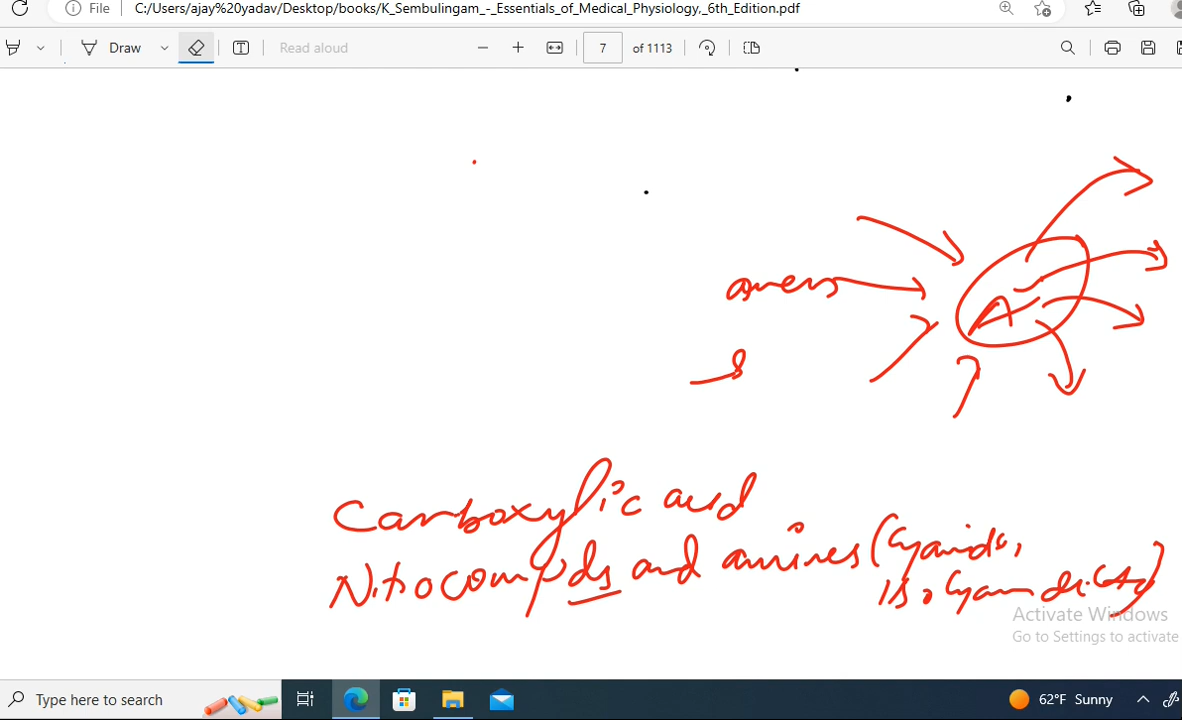 File C:/Users/ajay%20yadav/Desktop/books/K_Sembulingam_-_Essentials_of_Medical_Physiology,_6th_Edition.pdf
Draw Read aloud 7 of 1113
A
Carboxylic acid
Nitrocompds and amines (Cyanide,
Activate Windows
Go to Settings to activate
Type here to search 62°F Sunny